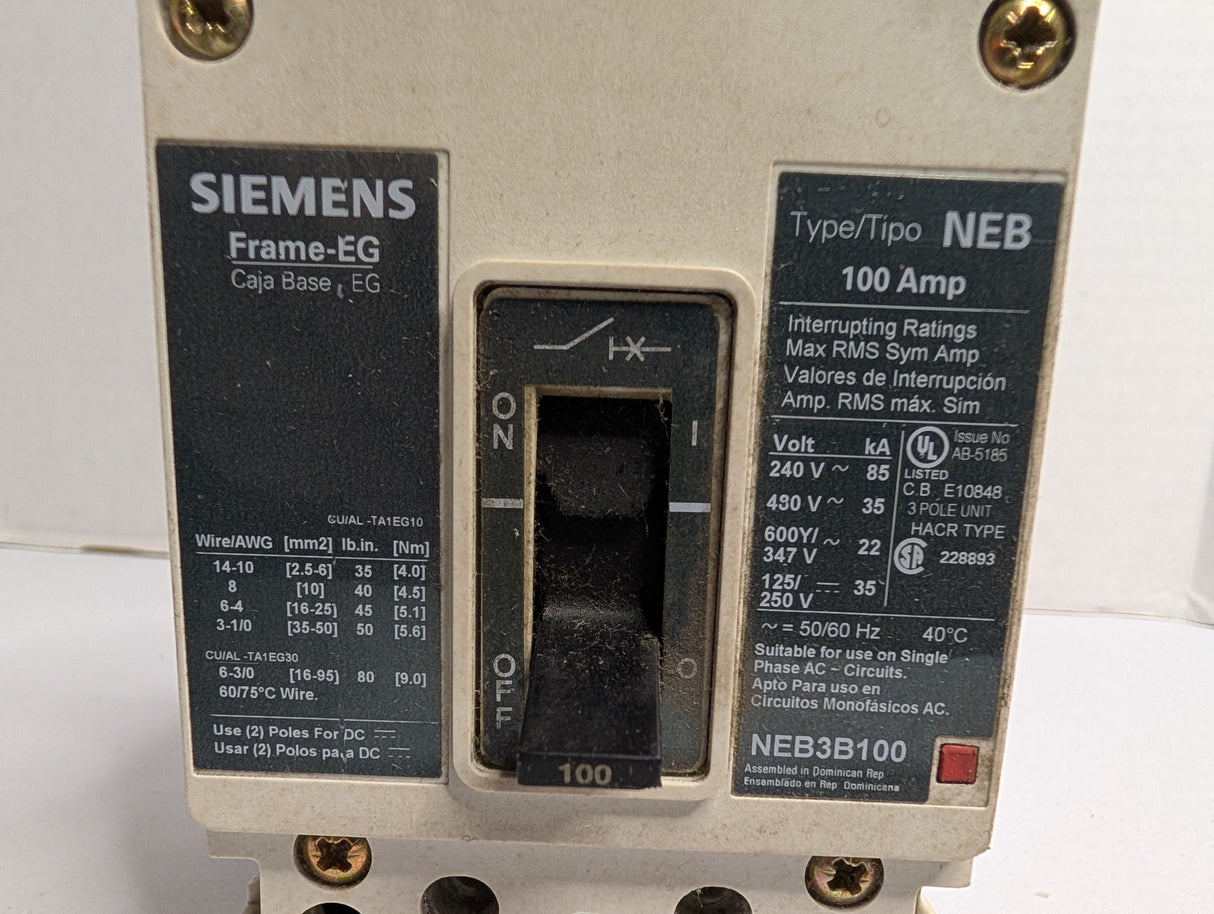 SIEMENS
Frame-EG
Caja Base EG
CU/AL -TA1EG10
Wire/AWG [mm2] lb.in. [Nm]
14-10 [2.5-6] 35 [4.0]
8 [10] 40 [4.5]
6-4 [16-25] 45 [5.1]
3-1/0 [35-50] 50 [5.6]
CU/AL -TA1EG30
6-3/0 [16-95] 80 [9.0]
60/75°C Wire.
Use (2) Poles For DC
Usar (2) Polos para DC
ON I
OFF O
100
Type/Tipo NEB
100 Amp
Interrupting Ratings
Max RMS Sym Amp
Valores de Interrupción
Amp. RMS máx. Sim
Volt kA
240 V ~ 85
480 V ~ 35
600Y/
347 V ~ 22
125/
250 V 35
UL Issue No
AB-5185
LISTED
C.B E10848
3 POLE UNIT
HACR TYPE
SA 228893
~ = 50/60 Hz 40°C
Suitable for use on Single
Phase AC ~ Circuits.
Apto Para uso en
Circuitos Monofásicos AC.
NEB3B100
Assembled in Dominican Rep
Ensamblado en Rep Dominicana